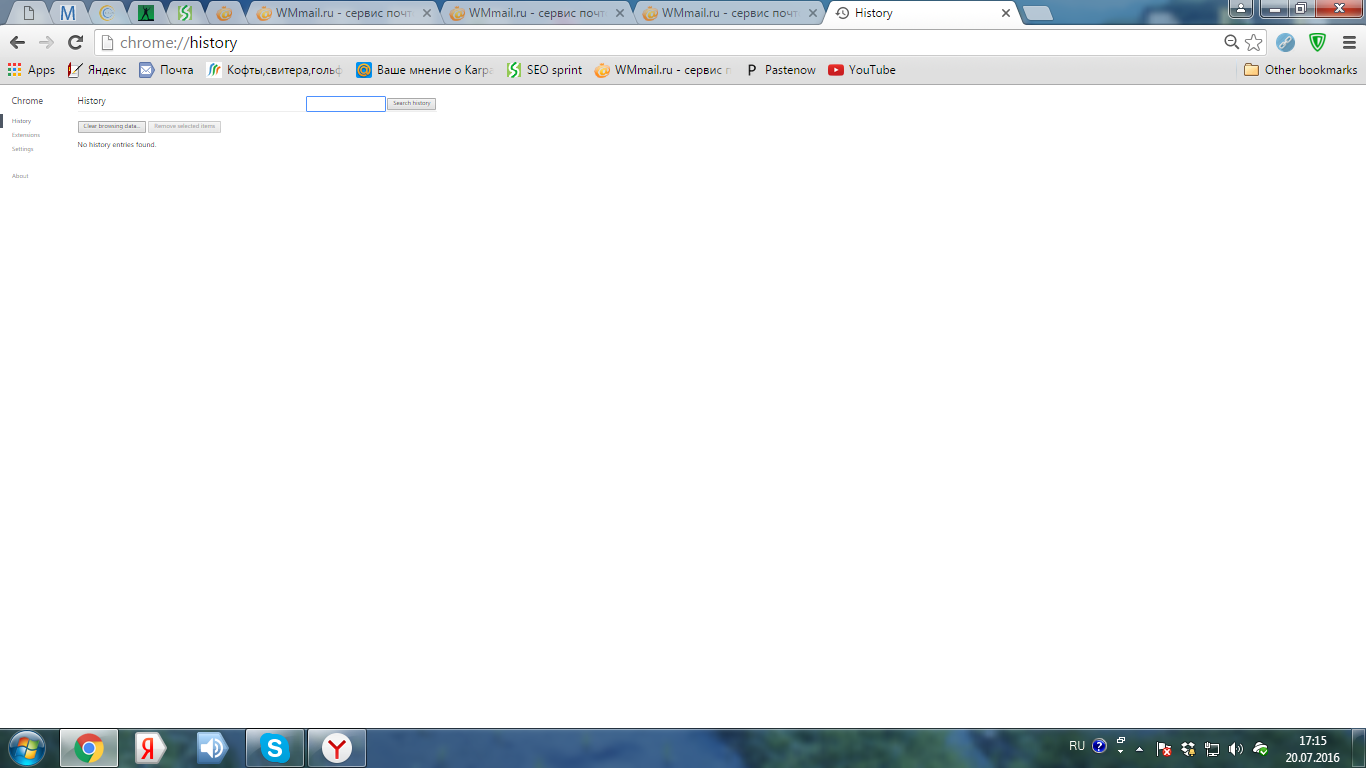 WMmail.ru - сервис почт
WMmail.ru - сервис почт
WMmail.ru - сервис почт
History
chrome://history
Apps
Яндекс
Почта
Кофты,свитера,гольф
Ваше мнение о Karpa
SEO sprint
WMmail.ru - сервис п
Pastenow
YouTube
Other bookmarks
Chrome
History
Extensions
Settings
About
History
Search history
Clear browsing data...
Remove selected items
No history entries found.
RU
17:15
20.07.2016